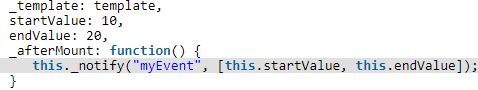 _template: template,
startValue: 10,
endValue: 20,
_afterMount: function() {
this._notify("myEvent", [this.startValue, this.endValue]);
}